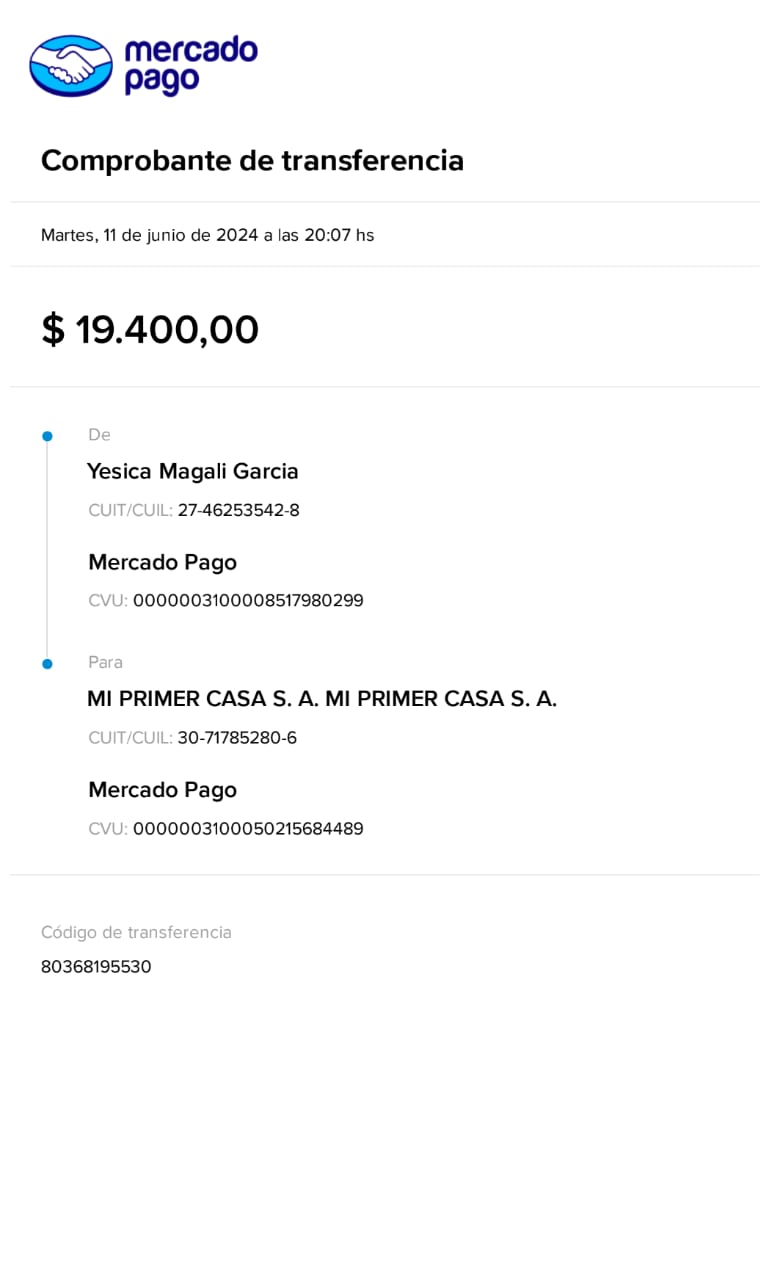 mercado
pago
Comprobante de transferencia
Martes, 11 de junio de 2024 a las 20:07 hs
$ 19.400,00
De
Yesica Magali Garcia
CUIT/CUIL: 27-46253542-8
Mercado Pago
CVU: 0000003100008517980299
Para
MI PRIMER CASA S. A. MI PRIMER CASA S. A.
CUIT/CUIL: 30-71785280-6
Mercado Pago
CVU: 0000003100050215684489
Código de transferencia
80368195530